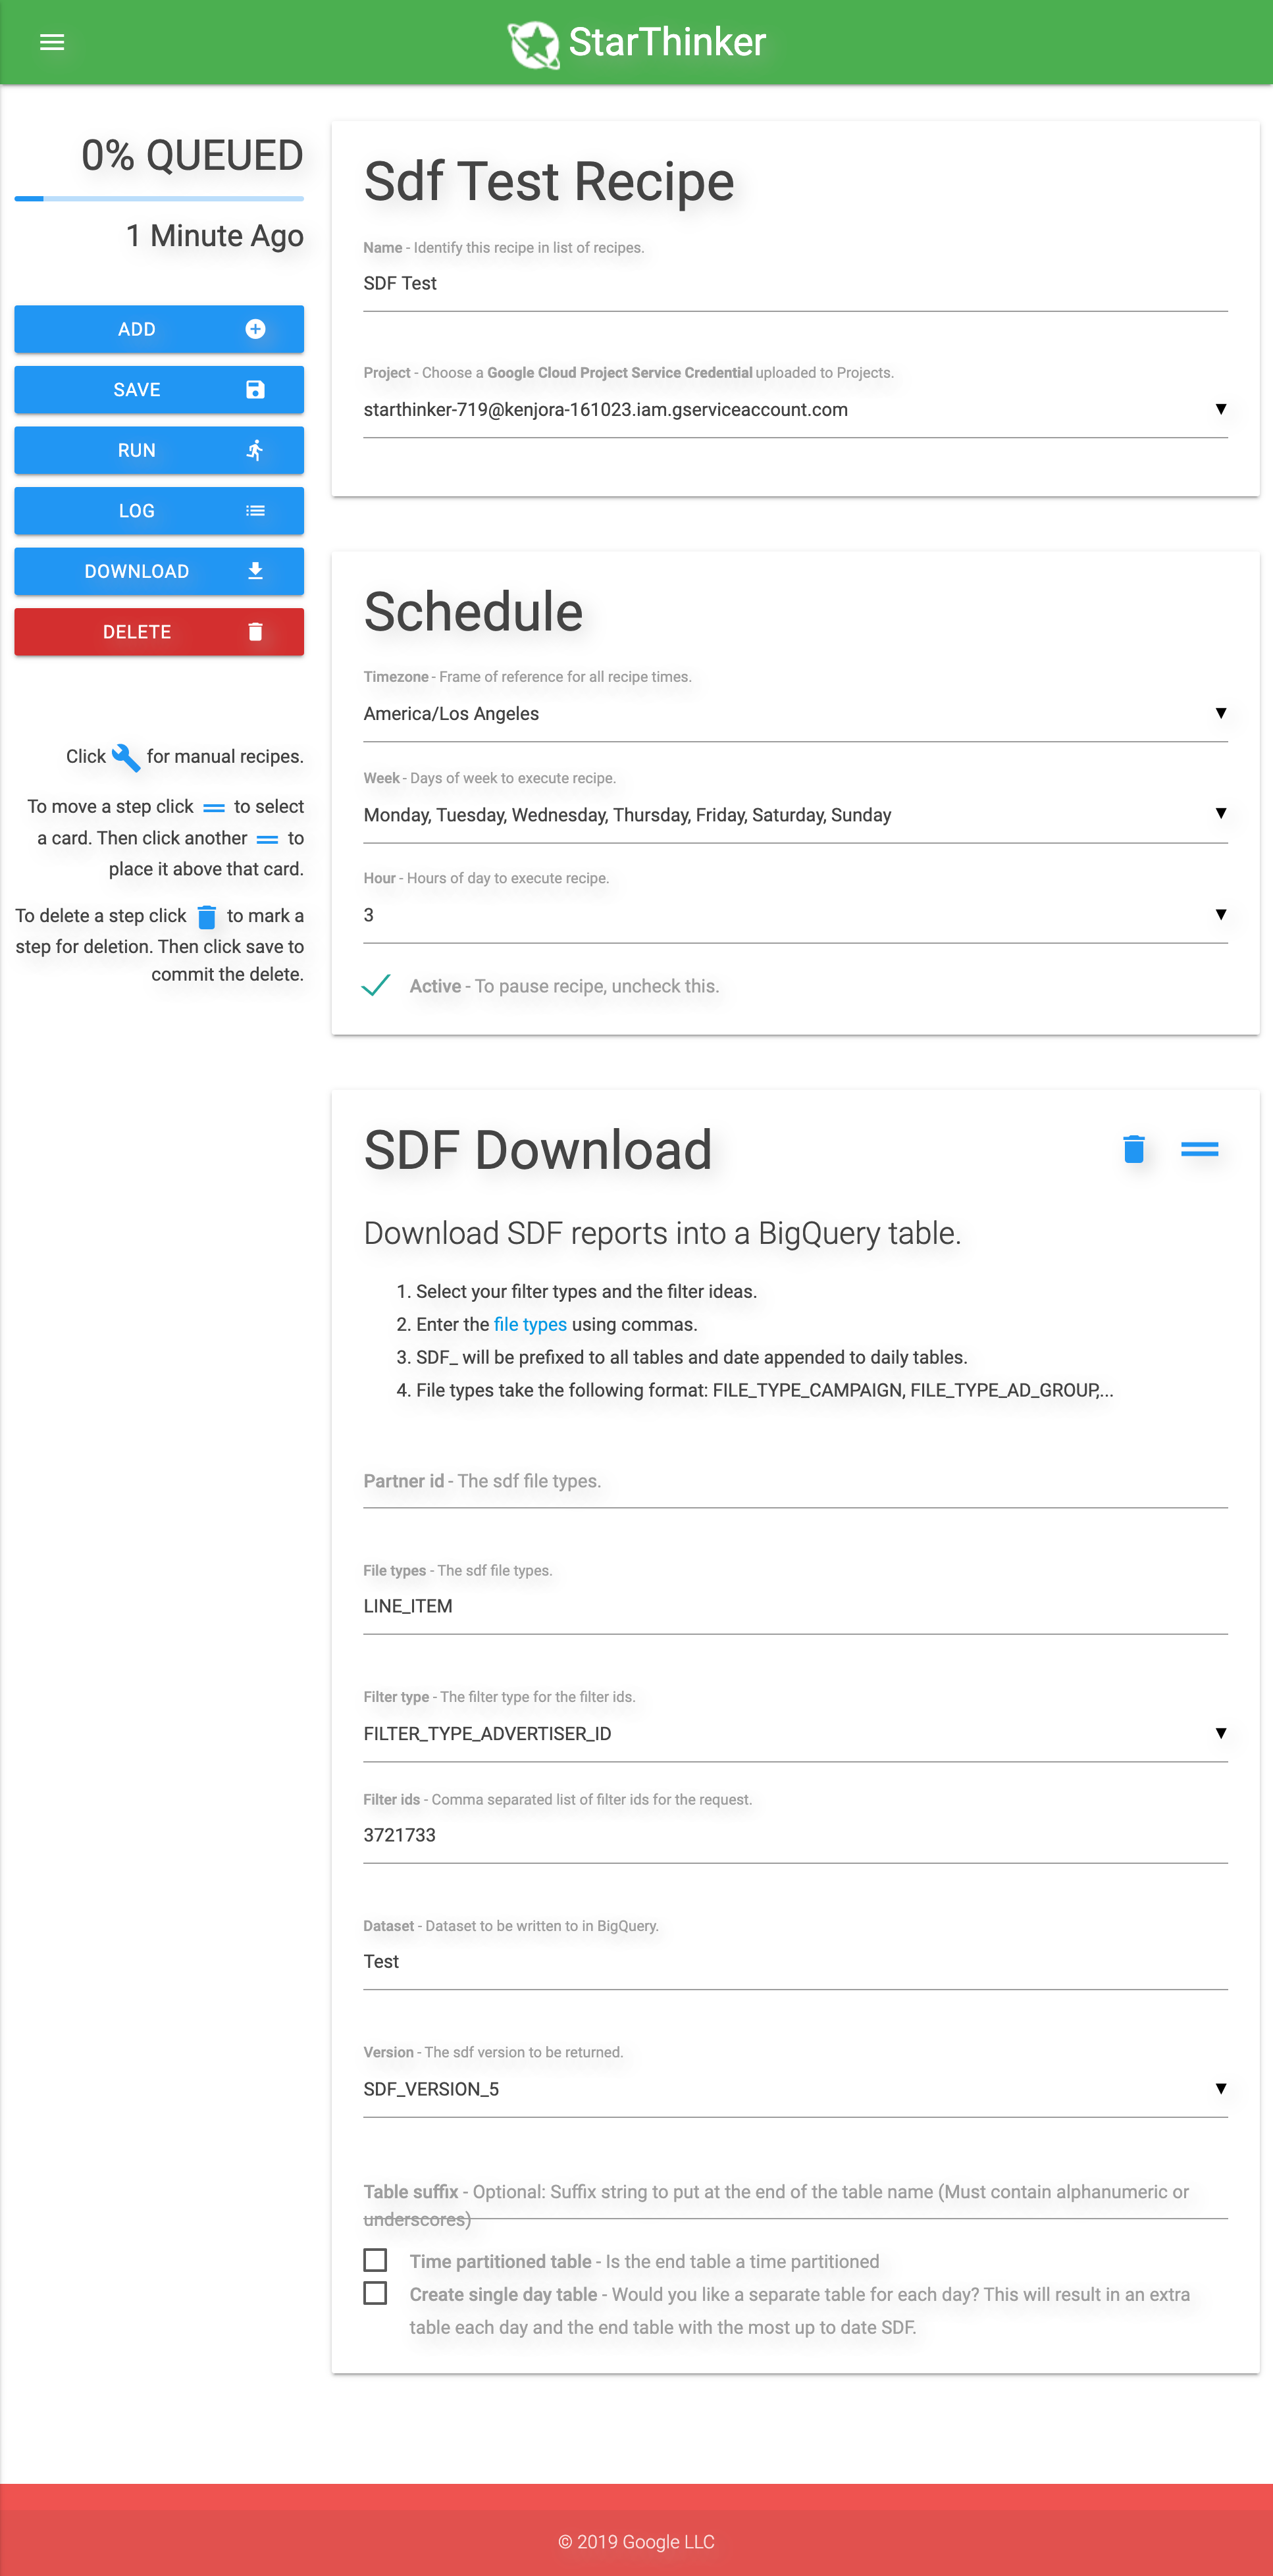 StarThinker
0% QUEUED
1 Minute Ago
ADD
SAVE
RUN
LOG
DOWNLOAD
DELETE
Click for manual recipes.
To move a step click to select
a card. Then click another to
place it above that card.
To delete a step click to mark a
step for deletion. Then click save to
commit the delete.
Sdf Test Recipe
Name - Identify this recipe in list of recipes.
SDF Test
Project - Choose a Google Cloud Project Service Credential uploaded to Projects.
starthinker-719@kenjora-161023.iam.gserviceaccount.com
Schedule
Timezone - Frame of reference for all recipe times.
America/Los Angeles
Week - Days of week to execute recipe.
Monday, Tuesday, Wednesday, Thursday, Friday, Saturday, Sunday
Hour - Hours of day to execute recipe.
3
Active - To pause recipe, uncheck this.
SDF Download
Download SDF reports into a BigQuery table.
1. Select your filter types and the filter ideas.
2. Enter the file types using commas.
3. SDF_ will be prefixed to all tables and date appended to daily tables.
4. File types take the following format: FILE_TYPE_CAMPAIGN, FILE_TYPE_AD_GROUP,...
Partner id - The sdf file types.
File types - The sdf file types.
LINE_ITEM
Filter type - The filter type for the filter ids.
FILTER_TYPE_ADVERTISER_ID
Filter ids - Comma separated list of filter ids for the request.
3721733
Dataset - Dataset to be written to in BigQuery.
Test
Version - The sdf version to be returned.
SDF_VERSION_5
Table suffix - Optional: Suffix string to put at the end of the table name (Must contain alphanumeric or
underscores)
Time partitioned table - Is the end table a time partitioned
Create single day table - Would you like a separate table for each day? This will result in an extra
table each day and the end table with the most up to date SDF.
© 2019 Google LLC